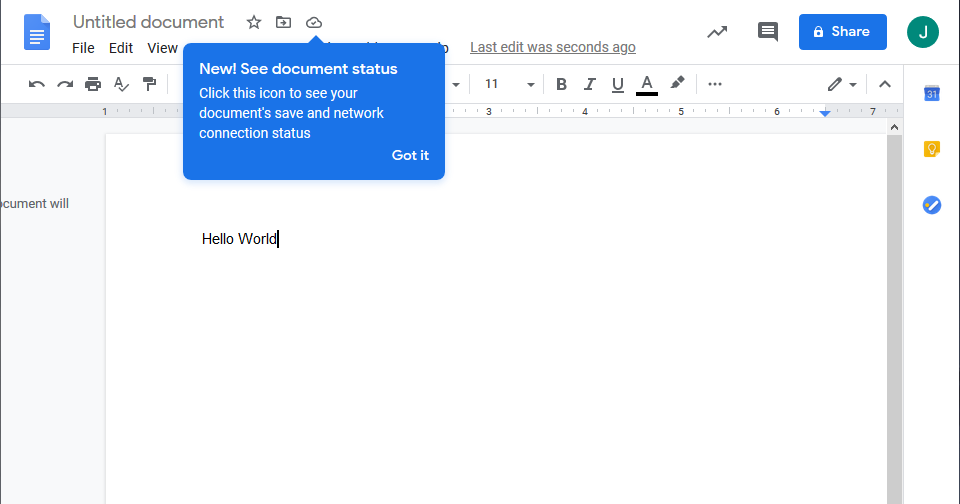 Untitled document
File Edit View
Last edit was seconds ago
Share
J
New! See document status
Click this icon to see your
document's save and network
connection status
Got it
11
B I U A
1 3 4 5 6 7
31
ocument will
Hello World